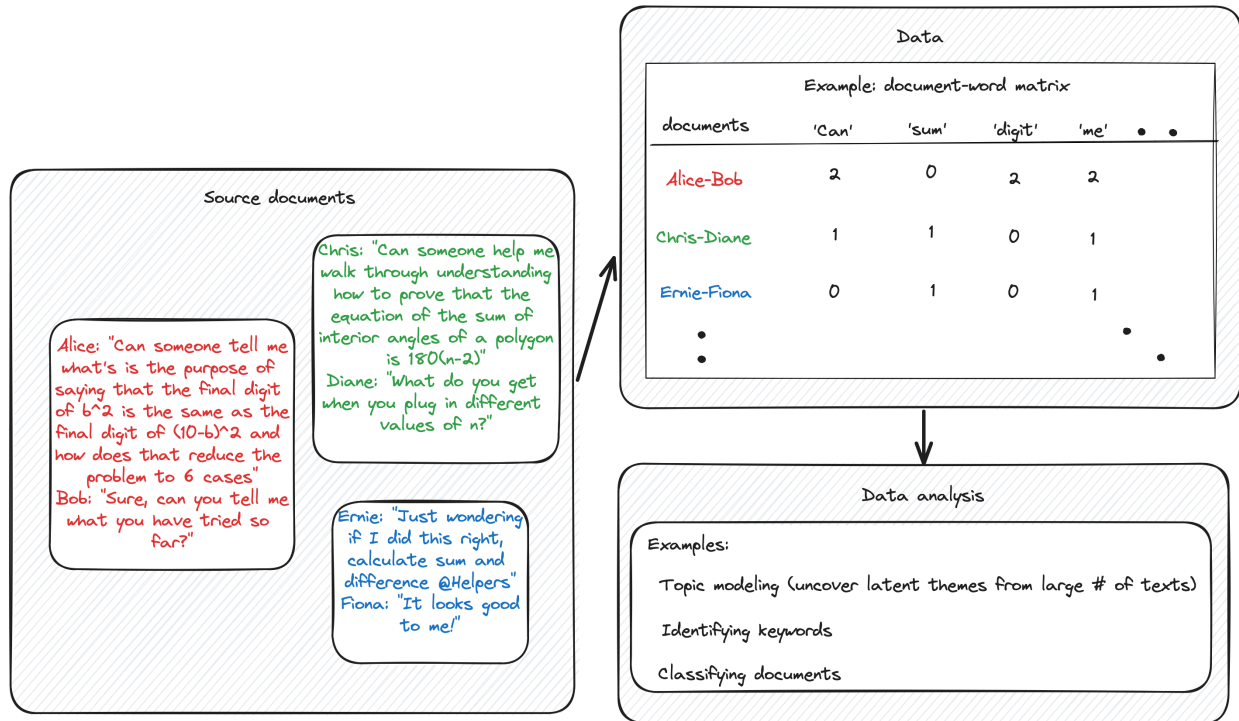 Source documents
Alice: "Can someone tell me
what's is the purpose of
saying that the final digit
of b^2 is the same as the
final digit of (10-b)^2 and
how does that reduce the
problem to 6 cases"
Bob: "Sure, can you tell me
what you have tried so
far?"
Chris: "Can someone help me
walk through understanding
how to prove that the
equation of the sum of
interior angles of a polygon
is 180(n-2)"
Diane: "What do you get
when you plug in different
values of n?"
Ernie: "Just wondering
if I did this right,
calculate sum and
difference @Helpers"
Fiona: "It looks good
to me!"
Data
Example: document-word matrix
documents 'Can' 'sum' 'digit' 'me'
Alice-Bob 2 0 2 2
Chris-Diane 1 1 0 1
Ernie-Fiona 0 1 0 1
Data analysis
Examples:
Topic modeling (uncover latent themes from large # of texts)
Identifying keywords
Classifying documents